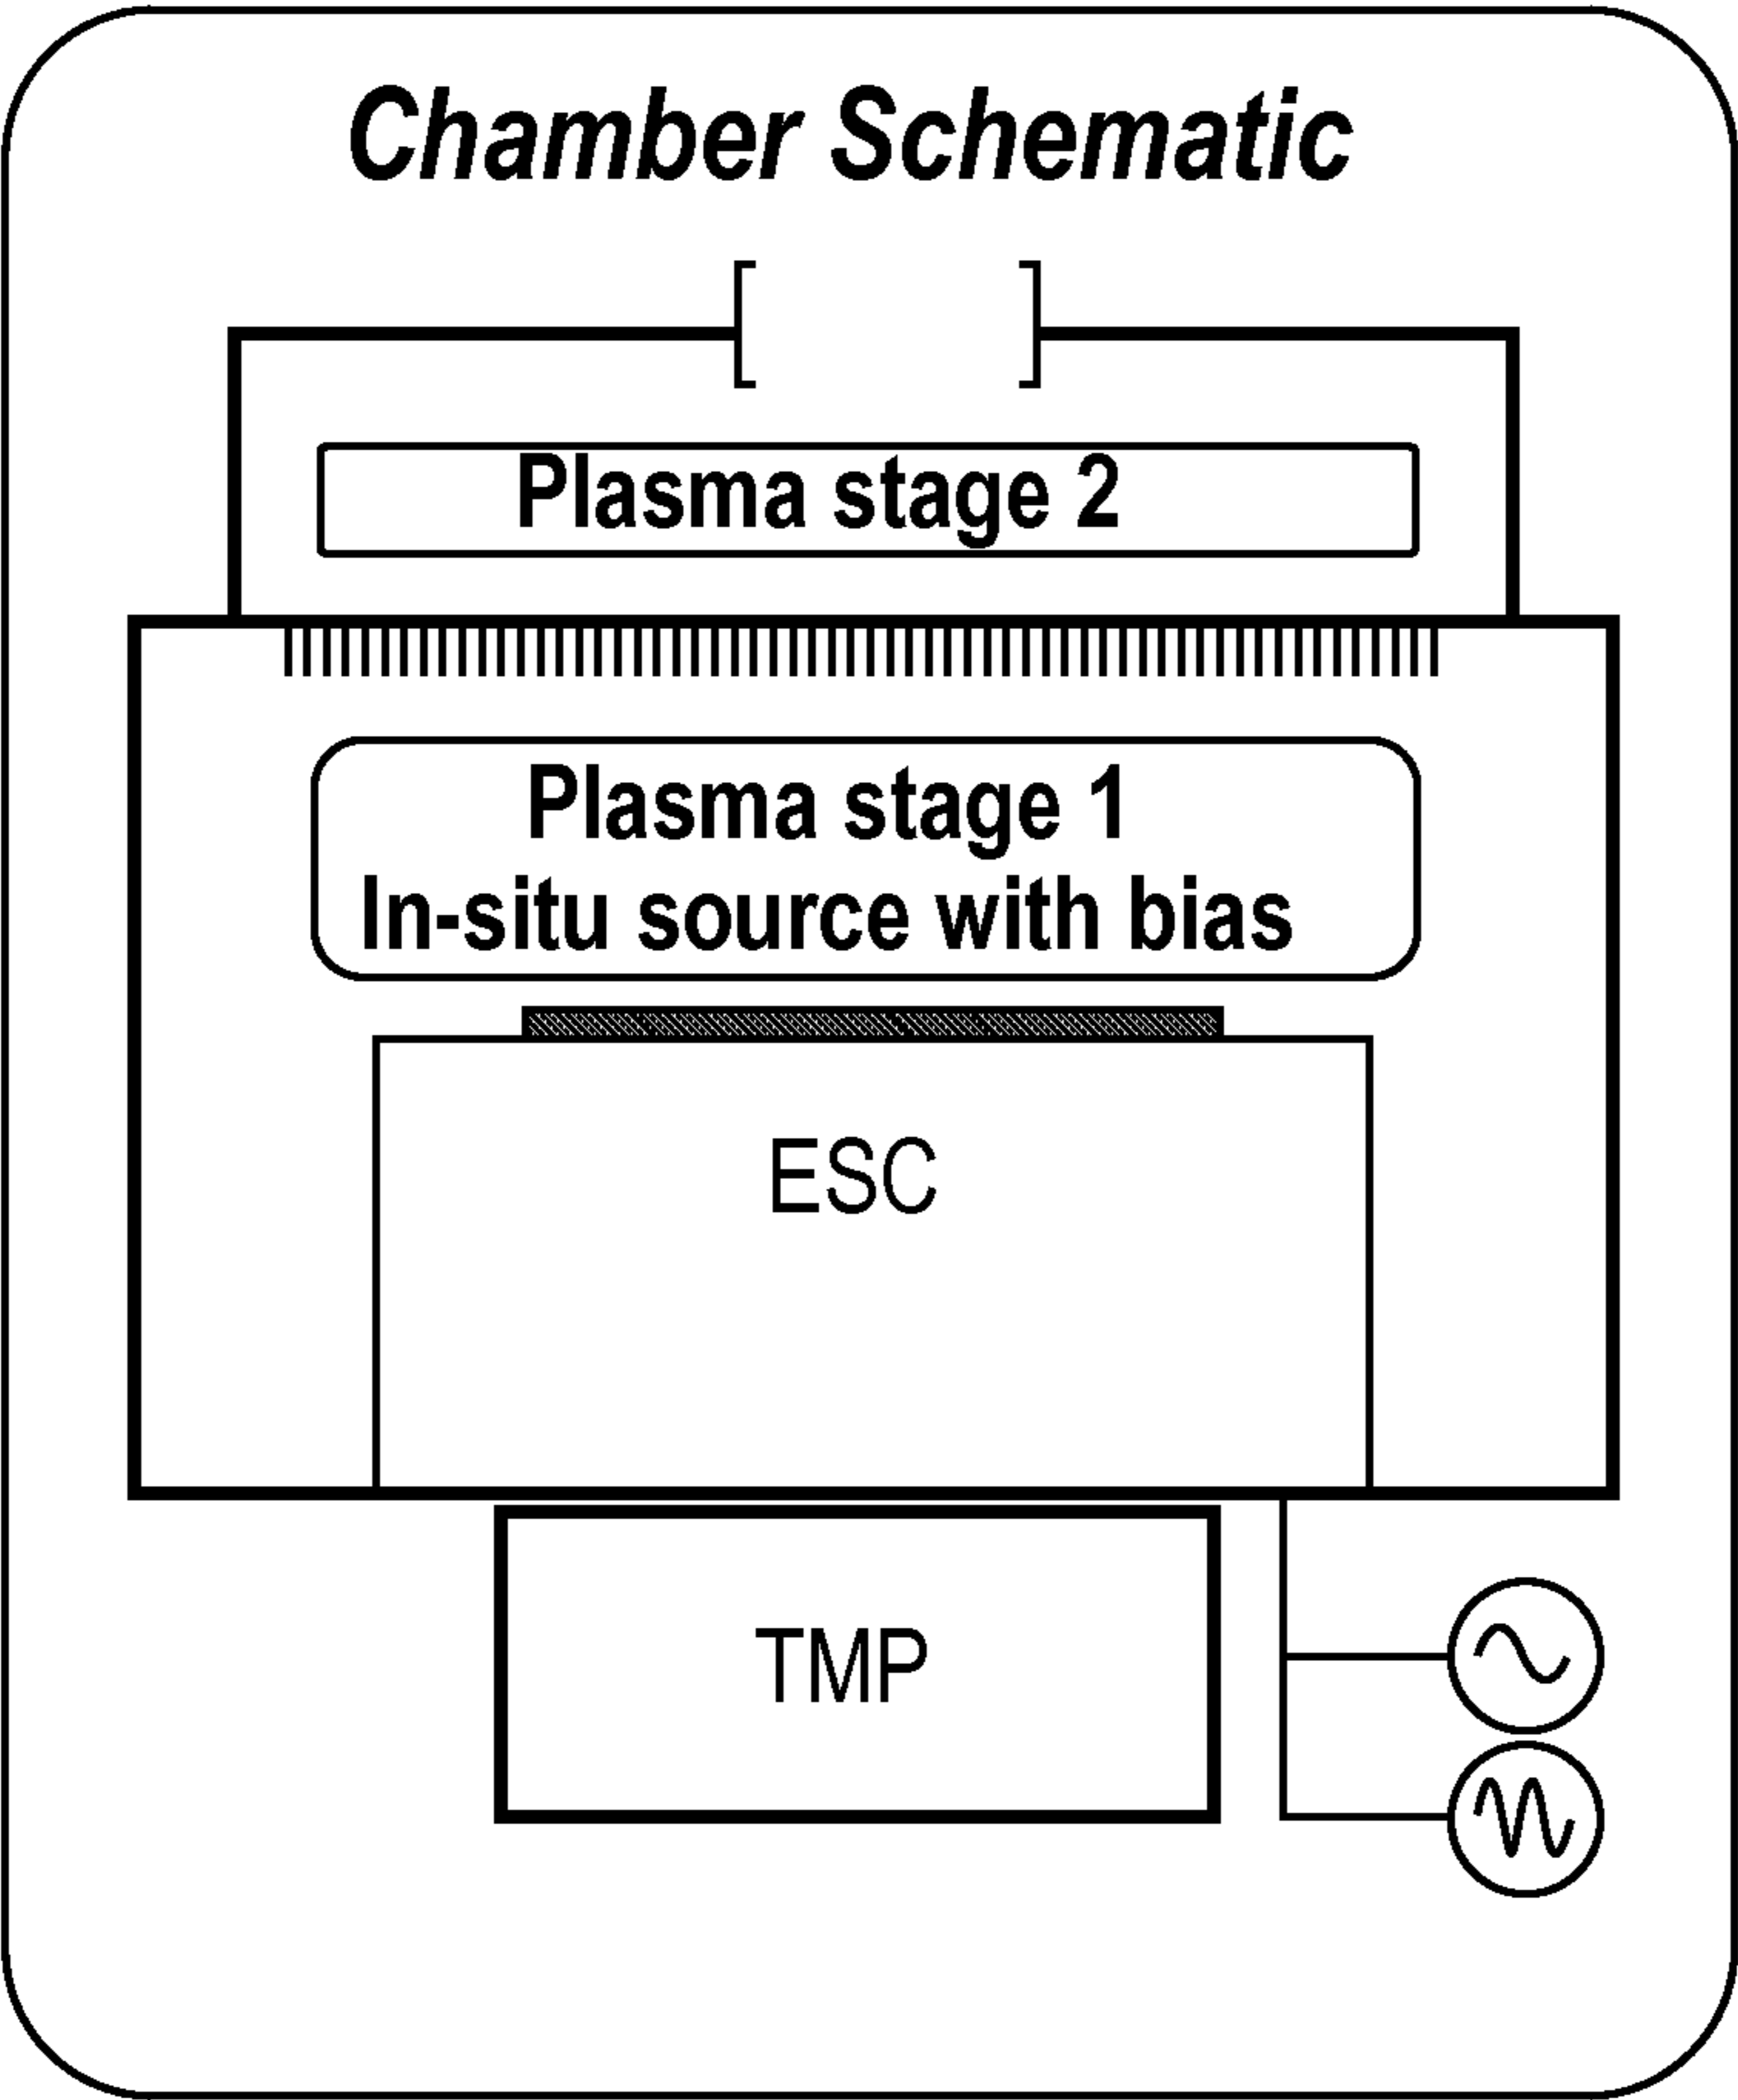 Chamber Schematic
Plasma stage 2
Plasma stage 1
In-situ source with bias
ESC
TMP